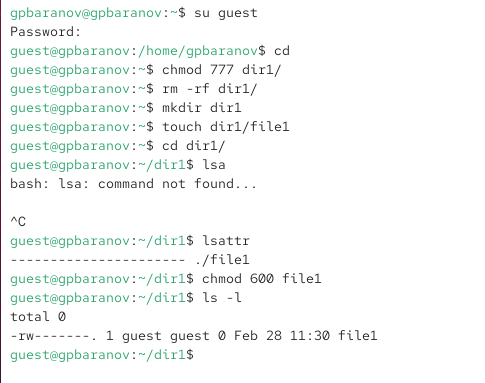 gpbaranov@gpbaranov:~$ su guest
Password:
guest@gpbaranov:/home/gpbaranov$ cd
guest@gpbaranov:~$ chmod 777 dir1/
guest@gpbaranov:~$ rm -rf dir1/
guest@gpbaranov:~$ mkdir dir1
guest@gpbaranov:~$ touch dir1/file1
guest@gpbaranov:~$ cd dir1/
guest@gpbaranov:~/dir1$ lsa
bash: lsa: command not found...

^C
guest@gpbaranov:~/dir1$ lsattr
---------------------- ./file1
guest@gpbaranov:~/dir1$ chmod 600 file1
guest@gpbaranov:~/dir1$ ls -l
total 0
-rw-------. 1 guest guest 0 Feb 28 11:30 file1
guest@gpbaranov:~/dir1$